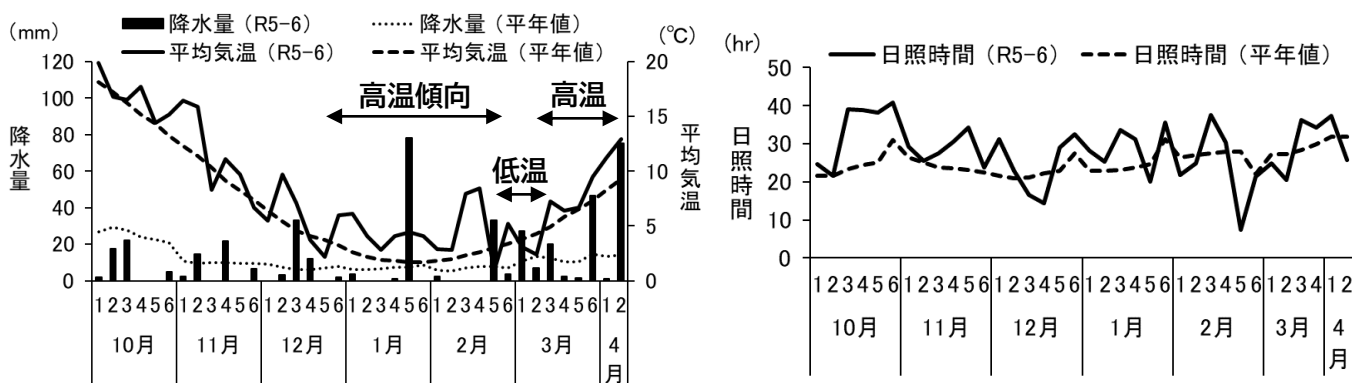 (mm)
降水量（R5-6）
降水量（平年値）
平均気温（R5-6）
平均気温（平年値）
(℃)
120
100
80
60
40
20
0
降水量
高温傾向
低温
高温
20
15
10
5
0
平均気温
1 2 3 4 5 6 1 2 3 4 5 6 1 2 3 4 5 6 1 2 3 4 5 6 1 2 3 4 5 6 1 2 3 4 5 6 1 2
10月 11月 12月 1月 2月 3月 4月
(hr)
日照時間（R5-6）
日照時間（平年値）
50
40
30
20
10
0
日照時間
1 2 3 4 5 6 1 2 3 4 5 6 1 2 3 4 5 6 1 2 3 4 5 6 1 2 3 4 5 6 1 2 3 4 1 2
10月 11月 12月 1月 2月 3月 4月